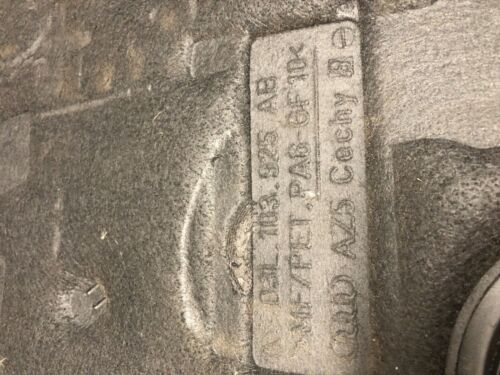 03L.103.925 AB
>MF/PET.PA6-GF10<
AZ5 Cechy